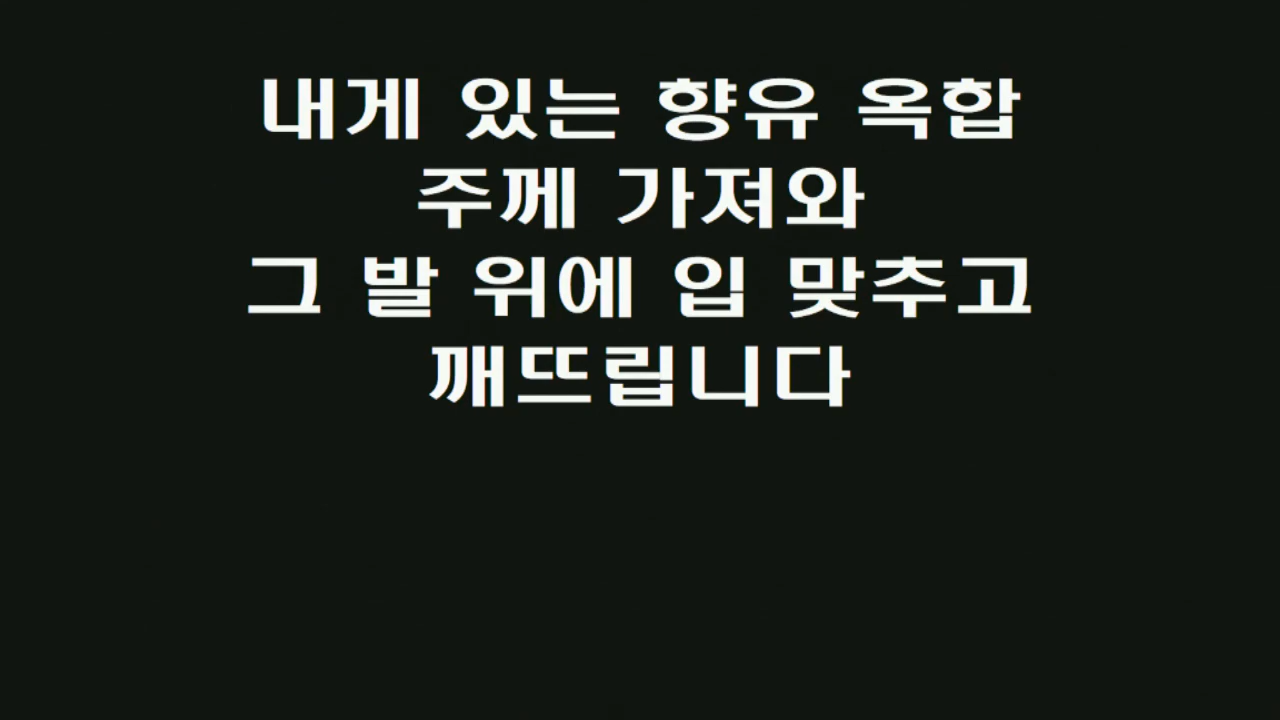 내게 있는 향유 옥합
주께 가져와
그 발 위에 입 맞추고
깨뜨립니다